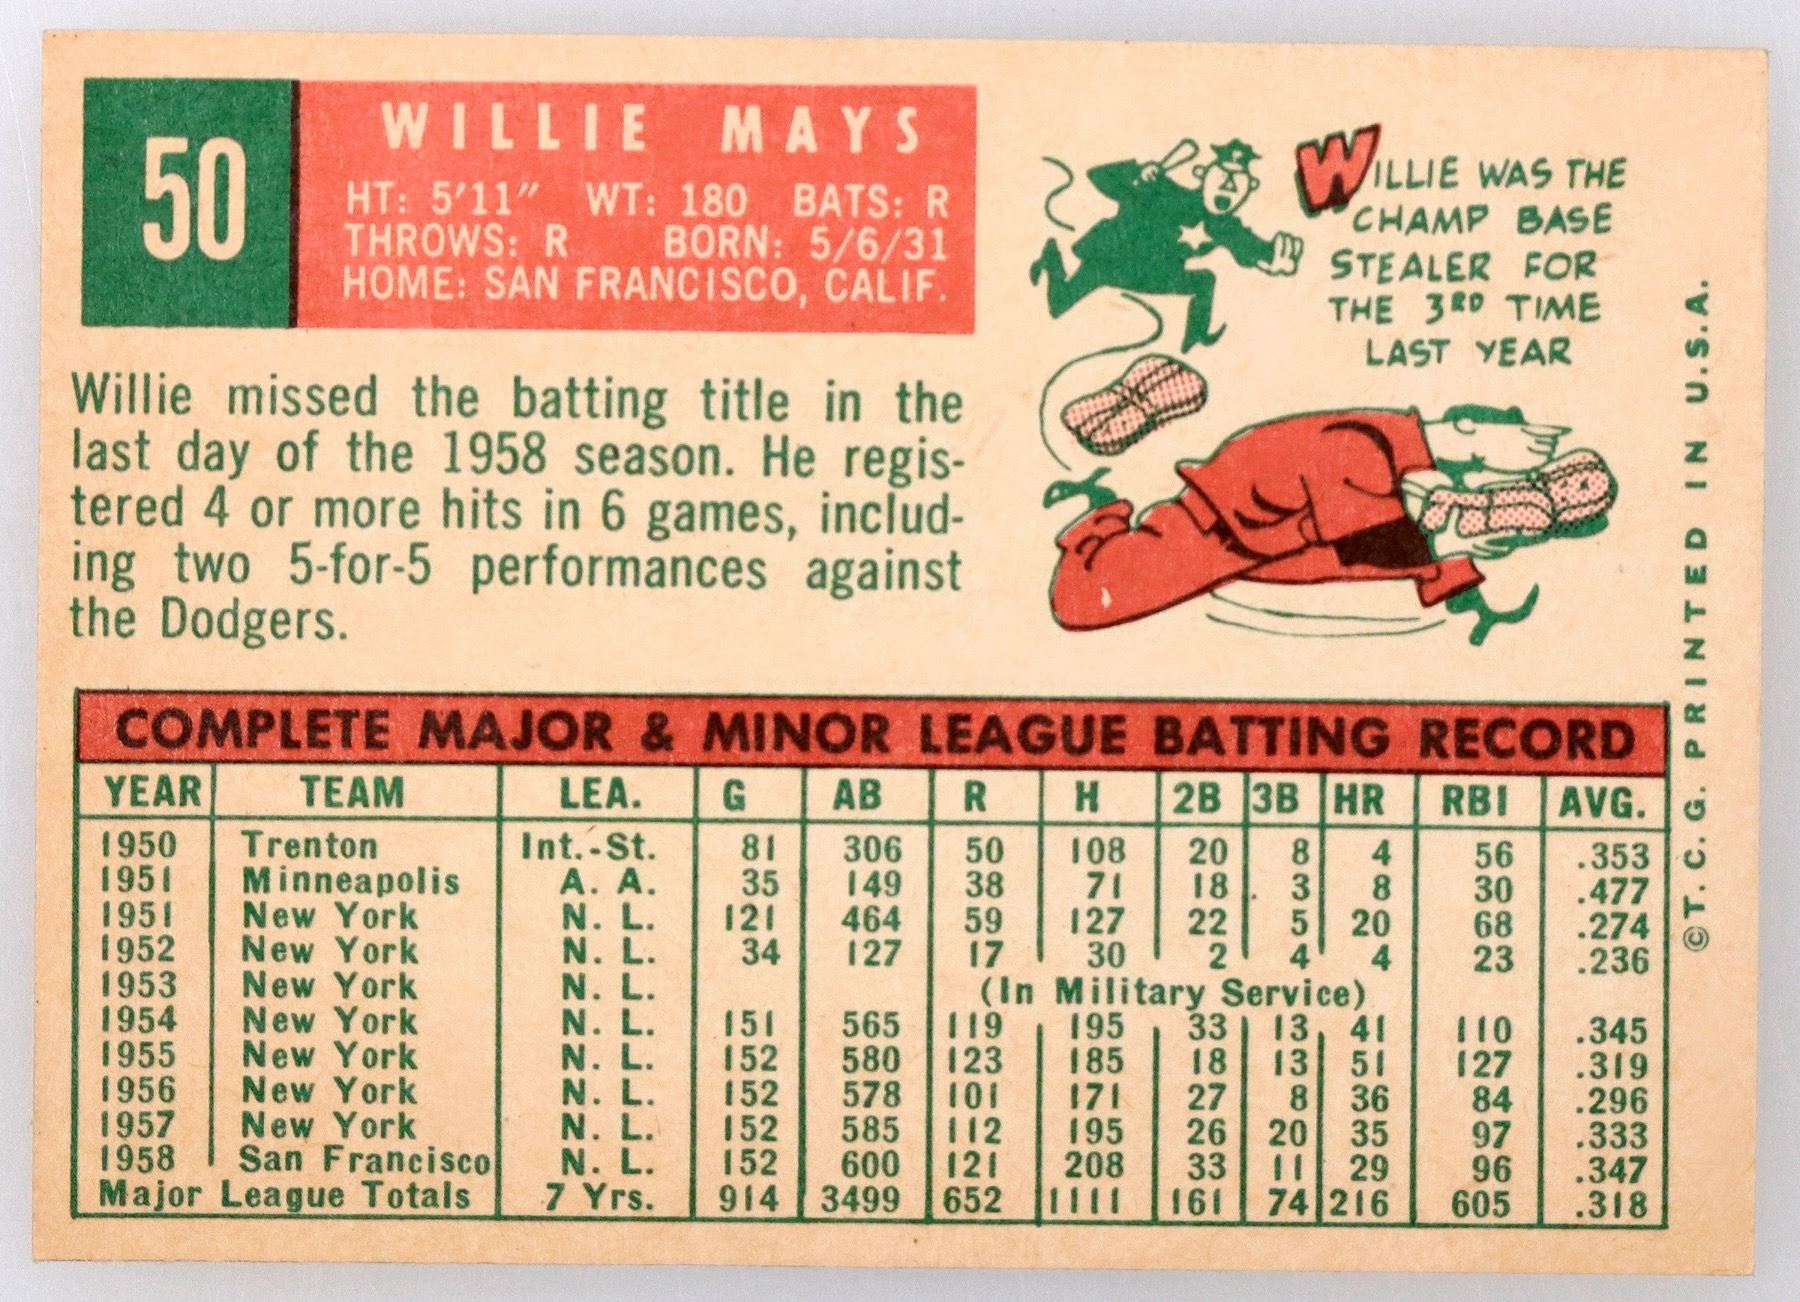 50
WILLIE MAYS
HT: 5'11" WT: 180 BATS: R
THROWS: R BORN: 5/6/31
HOME: SAN FRANCISCO, CALIF.
WILLIE WAS THE
CHAMP BASE
STEALER FOR
THE 3RD TIME
LAST YEAR
Willie missed the batting title in the
last day of the 1958 season. He regis-
tered 4 or more hits in 6 games, includ-
ing two 5-for-5 performances against
the Dodgers.
COMPLETE MAJOR & MINOR LEAGUE BATTING RECORD
YEAR TEAM LEA. G AB R H 2B 3B HR RBI AVG.
1950 Trenton Int.-St. 81 306 50 108 20 8 4 56 .353
1951 Minneapolis A. A. 35 149 38 71 18 3 8 30 .477
1951 New York N. L. 121 464 59 127 22 5 20 68 .274
1952 New York N. L. 34 127 17 30 2 4 4 23 .236
1953 New York N. L. (In Military Service)
1954 New York N. L. 151 565 119 195 33 13 41 110 .345
1955 New York N. L. 152 580 123 185 18 13 51 127 .319
1956 New York N. L. 152 578 101 171 27 8 36 84 .296
1957 New York N. L. 152 585 112 195 26 20 35 97 .333
1958 San Francisco N. L. 152 600 121 208 33 11 29 96 .347
Major League Totals 7 Yrs. 914 3499 652 1111 161 74 216 605 .318
©T. C. G. PRINTED IN U.S.A.